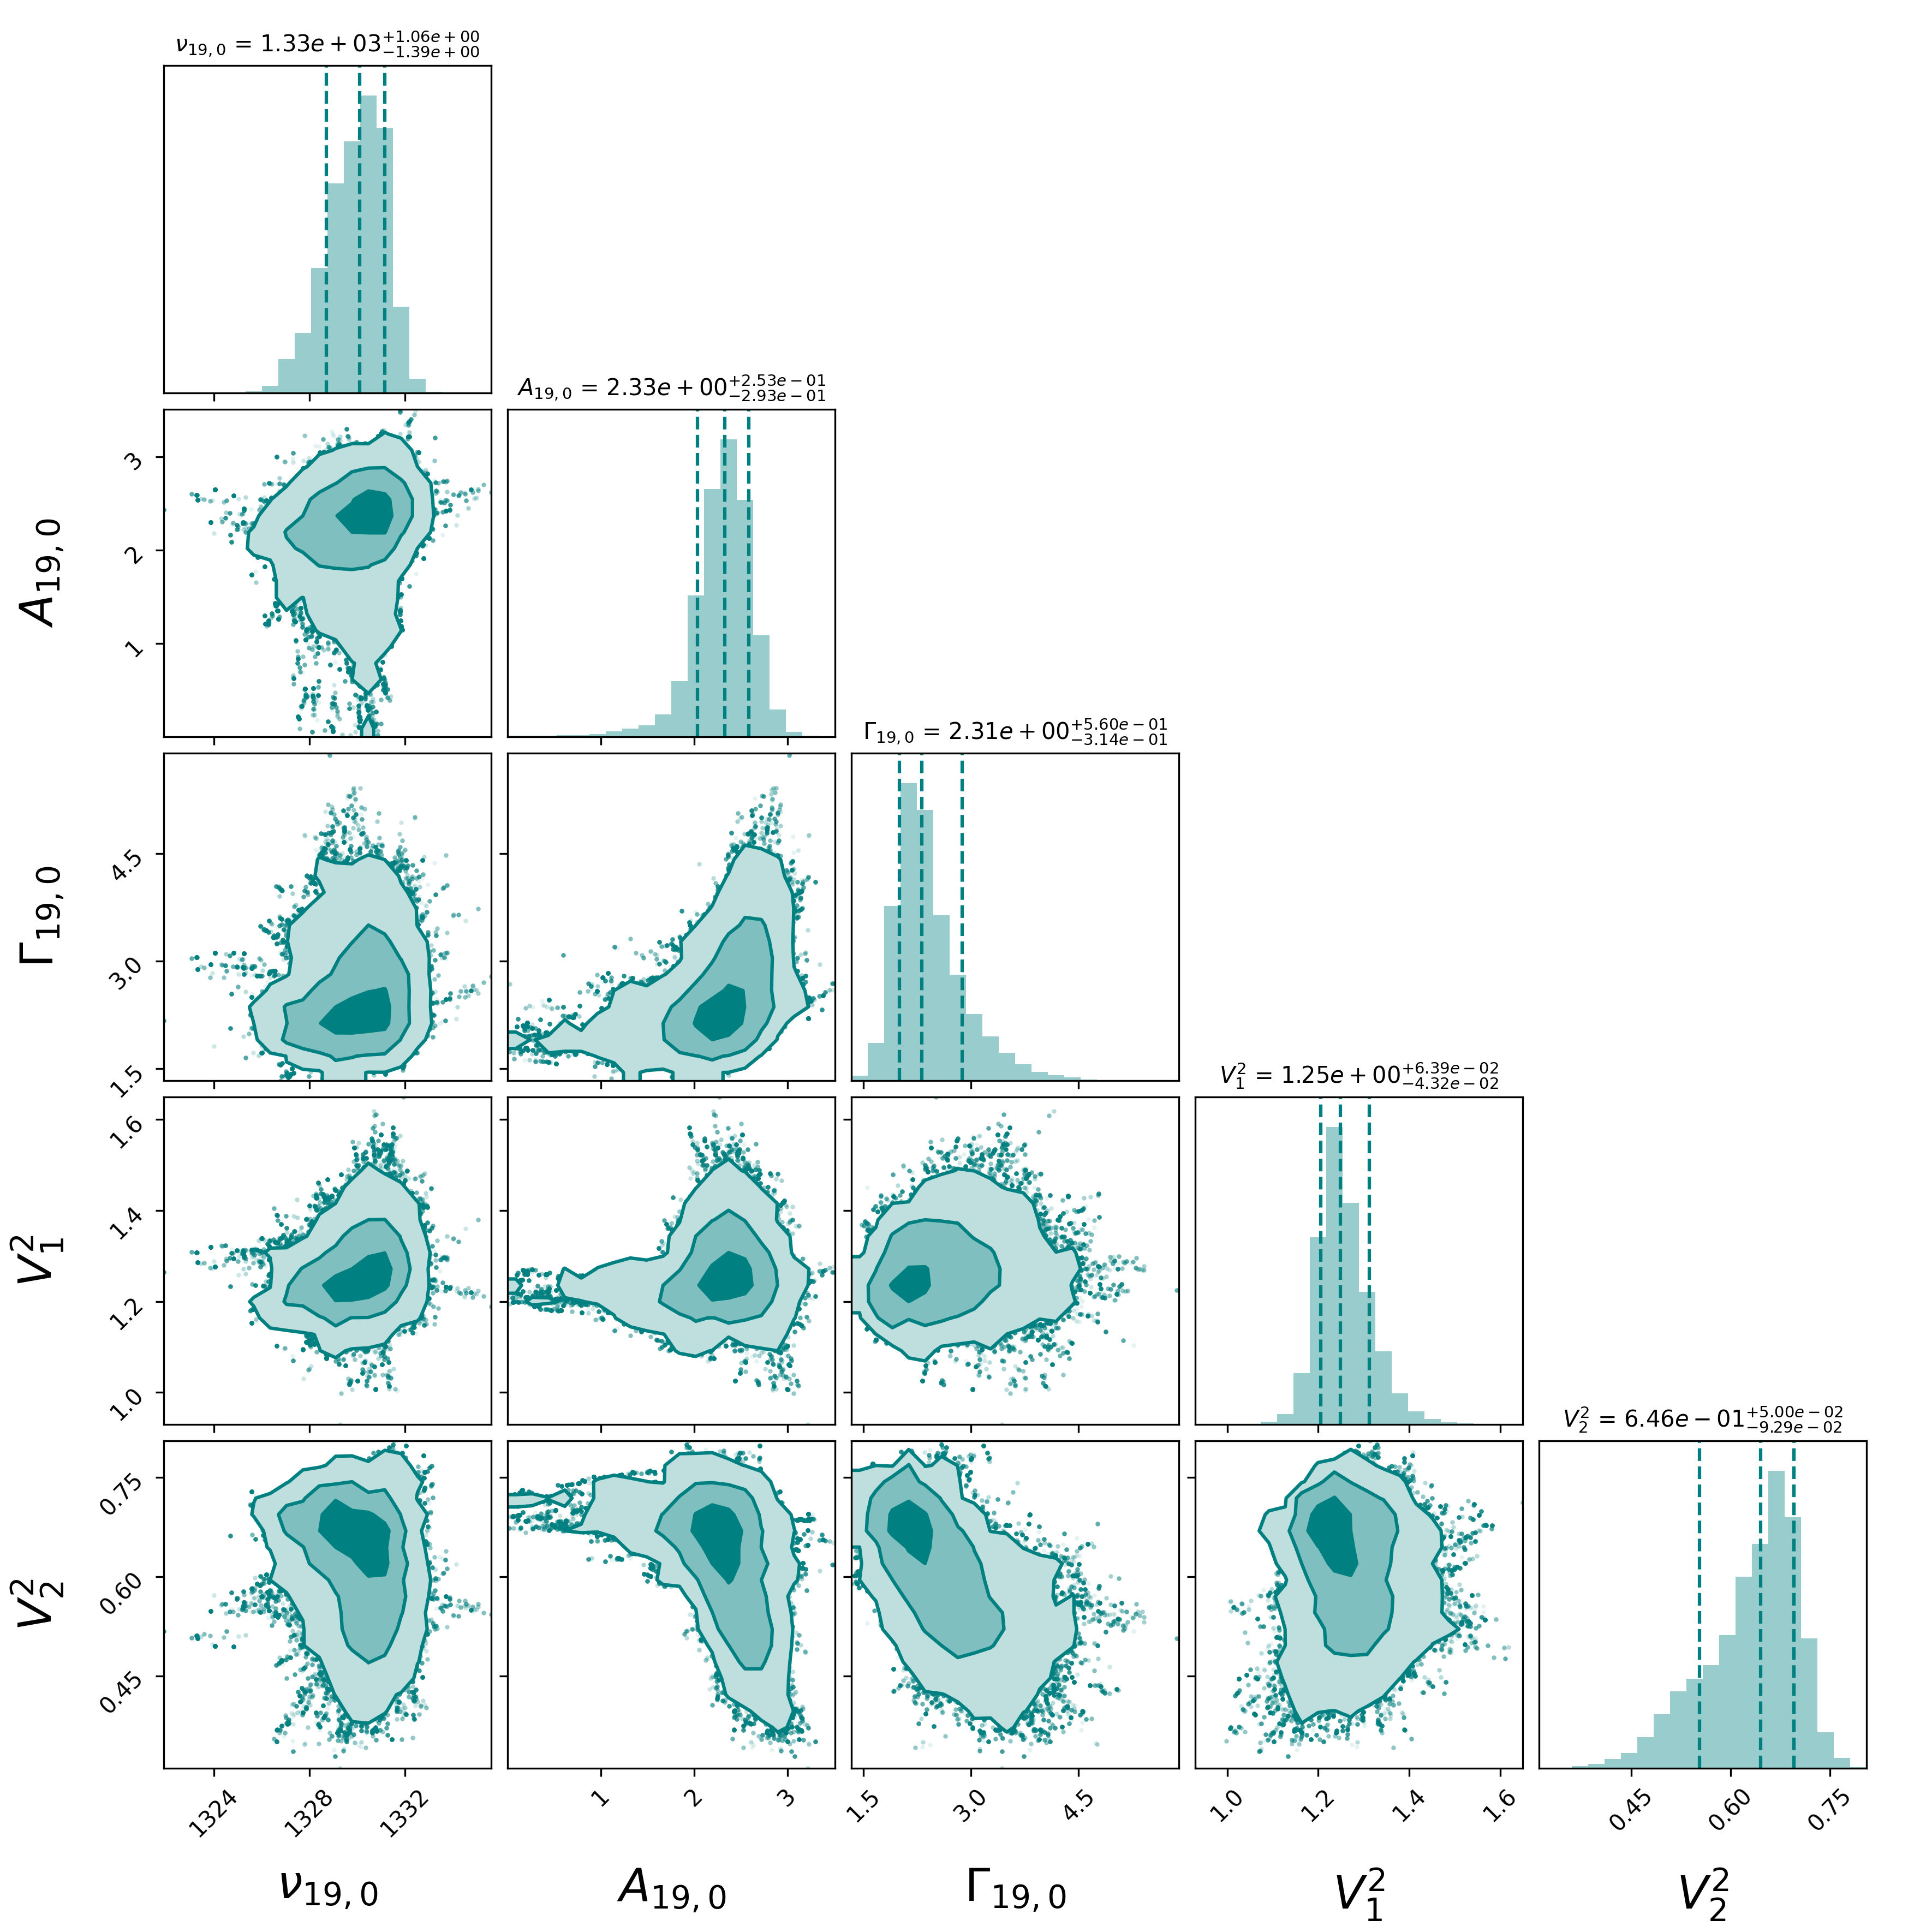 ν19, 0 = 1.33e + 03 +1.06e + 00 −1.39e + 00
A19, 0 = 2.33e + 00 +2.53e − 01 −2.93e − 01
3
2
1
A19, 0
Γ19, 0 = 2.31e + 00 +5.60e − 01 −3.14e − 01
4.5
3.0
1.5
Γ19, 0
V₁² = 1.25e + 00 +6.39e − 02 −4.32e − 02
1.6
1.4
1.2
1.0
V₁²
V₂² = 6.46e − 01 +5.00e − 02 −9.29e − 02
0.75
0.60
0.45
V₂²
1324 1328 1332 1 2 3 1.5 3.0 4.5 1.0 1.2 1.4 1.6 0.45 0.60 0.75
ν19, 0 A19, 0 Γ19, 0 V₁² V₂²